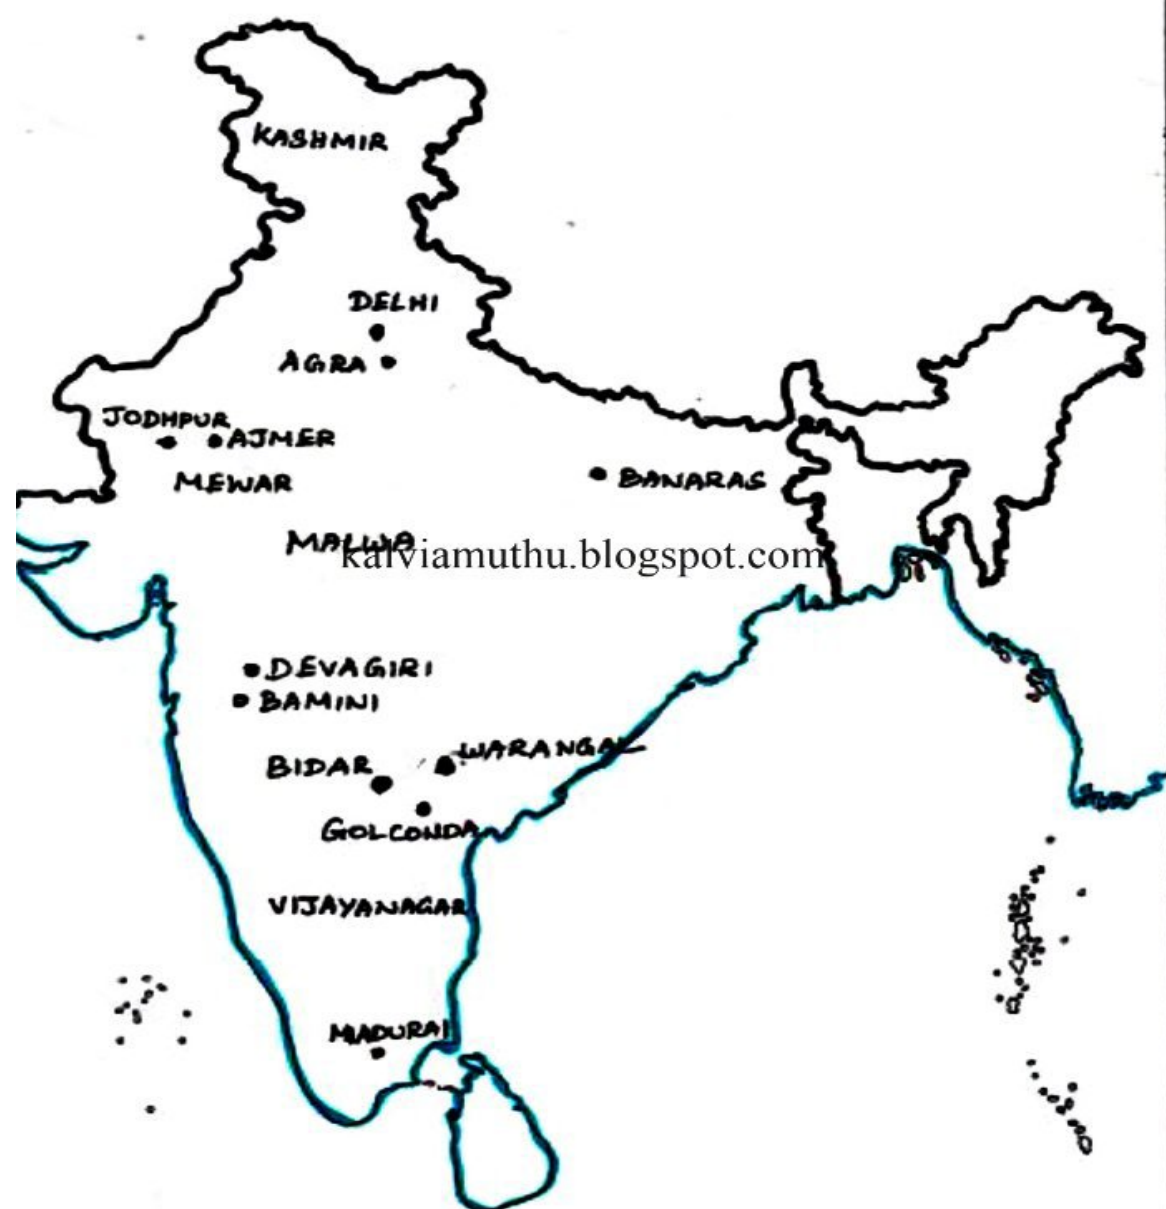 KASHMIR
DELHI
AGRA
JODHPUR
AJMER
MEWAR
BANARAS
MALWA
kalviamuthu.blogspot.com
DEVAGIRI
BAMINI
WARANGAL
BIDAR
GOLCONDA
VIJAYANAGAR
MADURAI